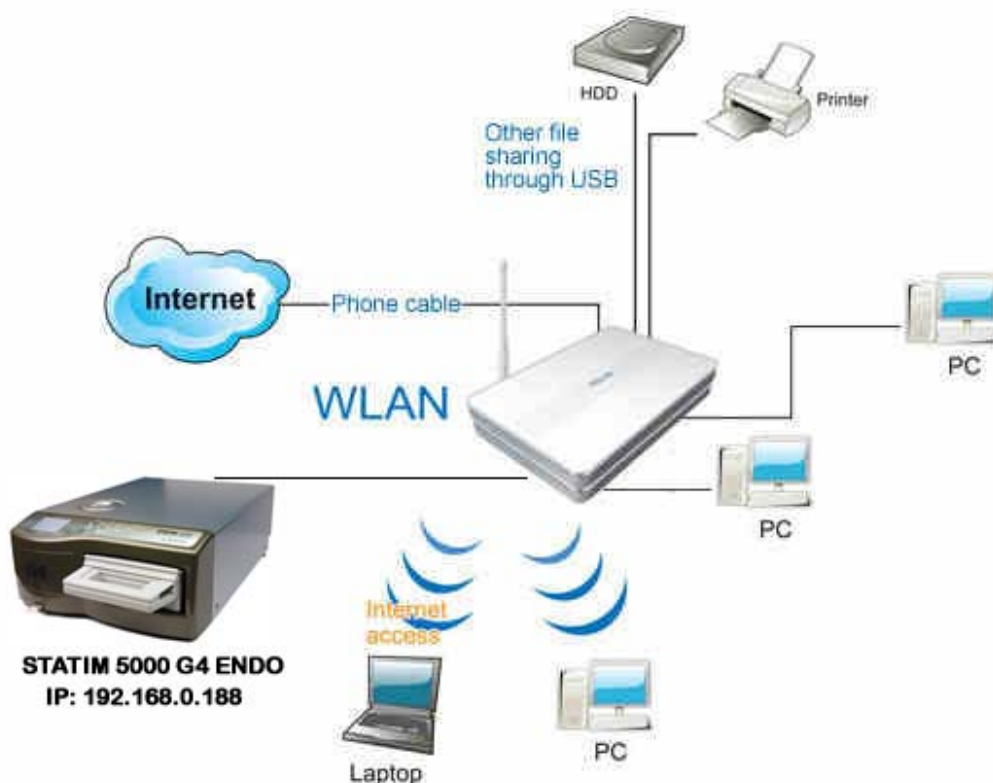 HDD
Printer
Other file
sharing
through USB
Internet
Phone cable
PC
WLAN
PC
STATIM 5000 G4 ENDO
IP: 192.168.0.188
Internet
access
Laptop
PC